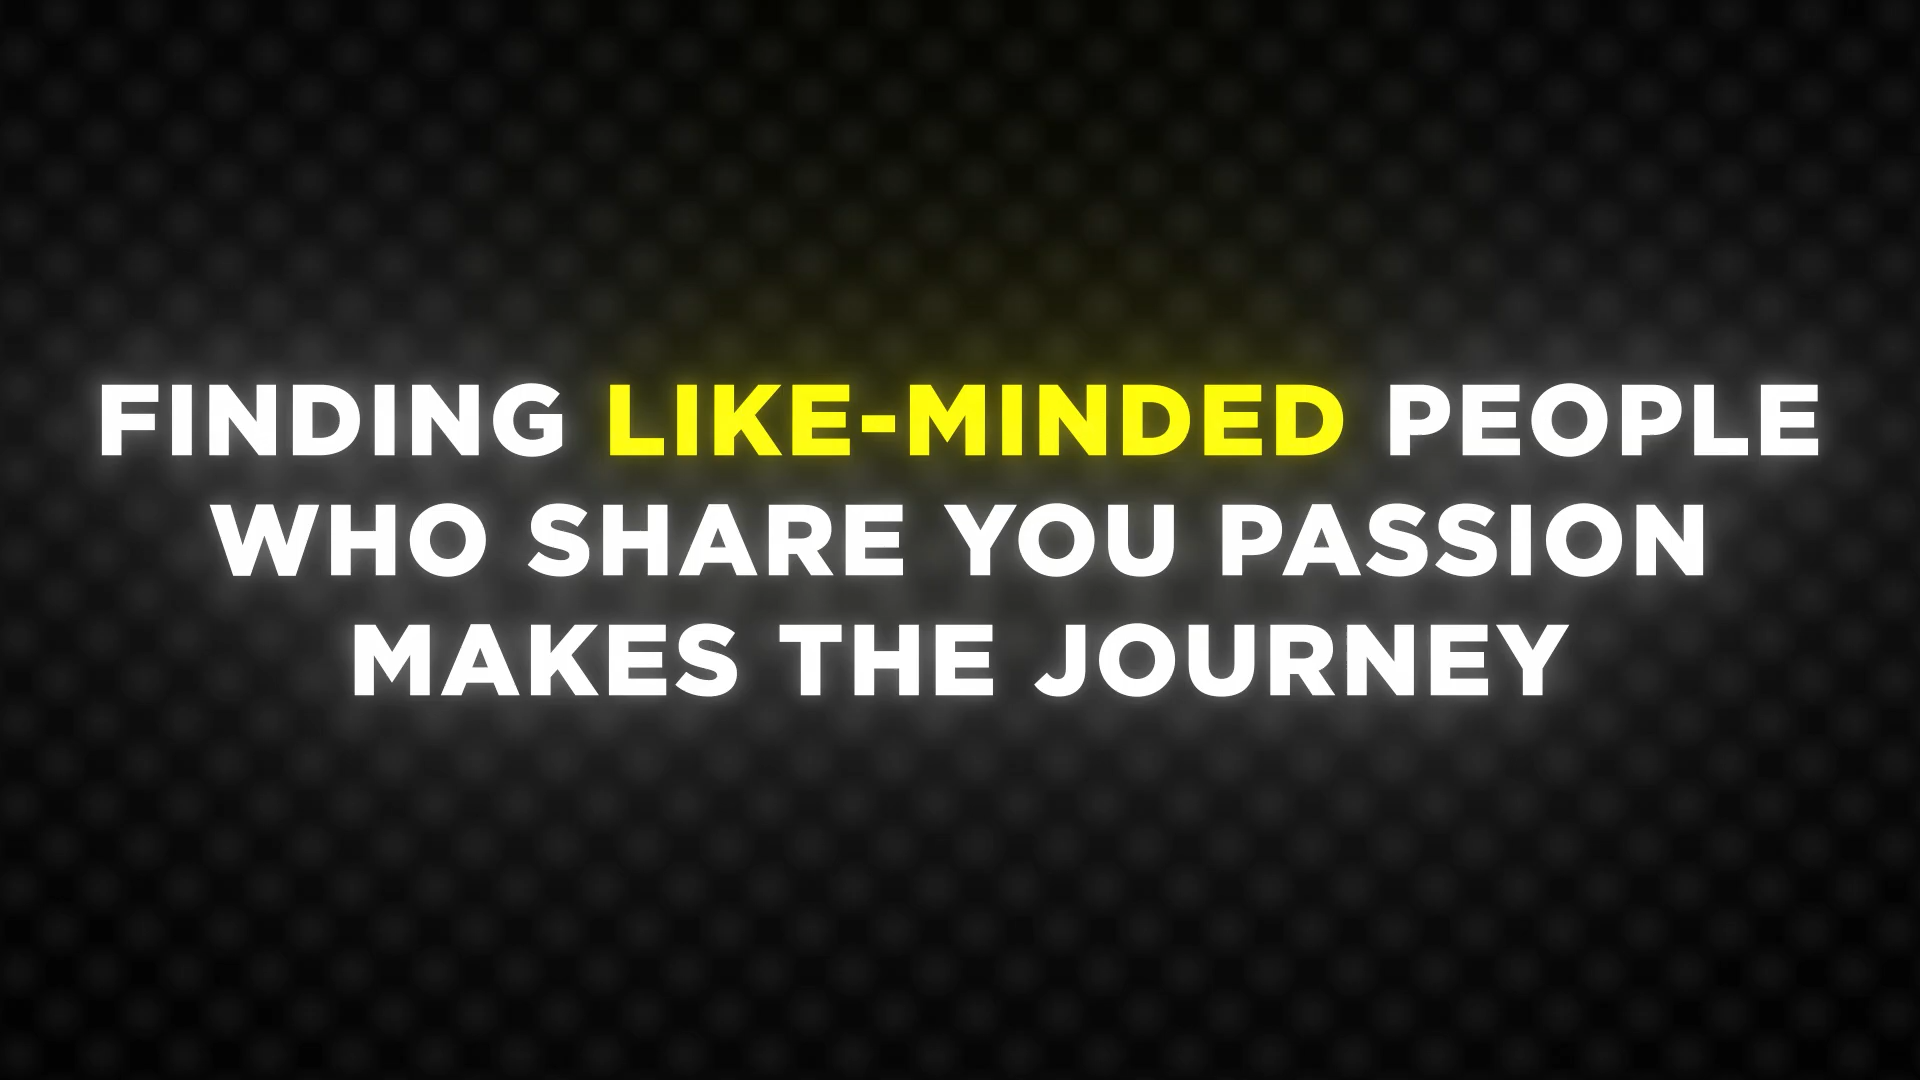 FINDING LIKE-MINDED PEOPLE
WHO SHARE YOU PASSION
MAKES THE JOURNEY